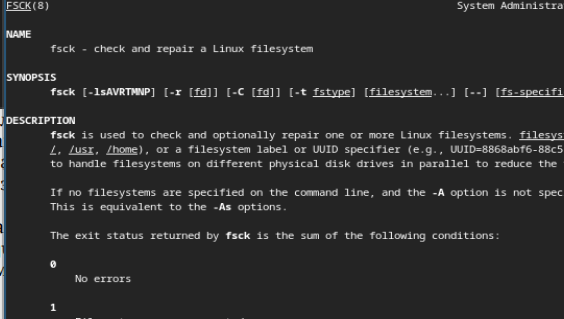 FSCK(8) System Administra
NAME
fsck - check and repair a Linux filesystem
SYNOPSIS
fsck [-lsAVRTMNP] [-r [fd]] [-C [fd]] [-t fstype] [filesystem...] [--] [fs-specifi
DESCRIPTION
fsck is used to check and optionally repair one or more Linux filesystems. filesys
/, /usr, /home), or a filesystem label or UUID specifier (e.g., UUID=8868abf6-88c5
to handle filesystems on different physical disk drives in parallel to reduce the
If no filesystems are specified on the command line, and the -A option is not spec
This is equivalent to the -As options.
The exit status returned by fsck is the sum of the following conditions:
0
No errors
1